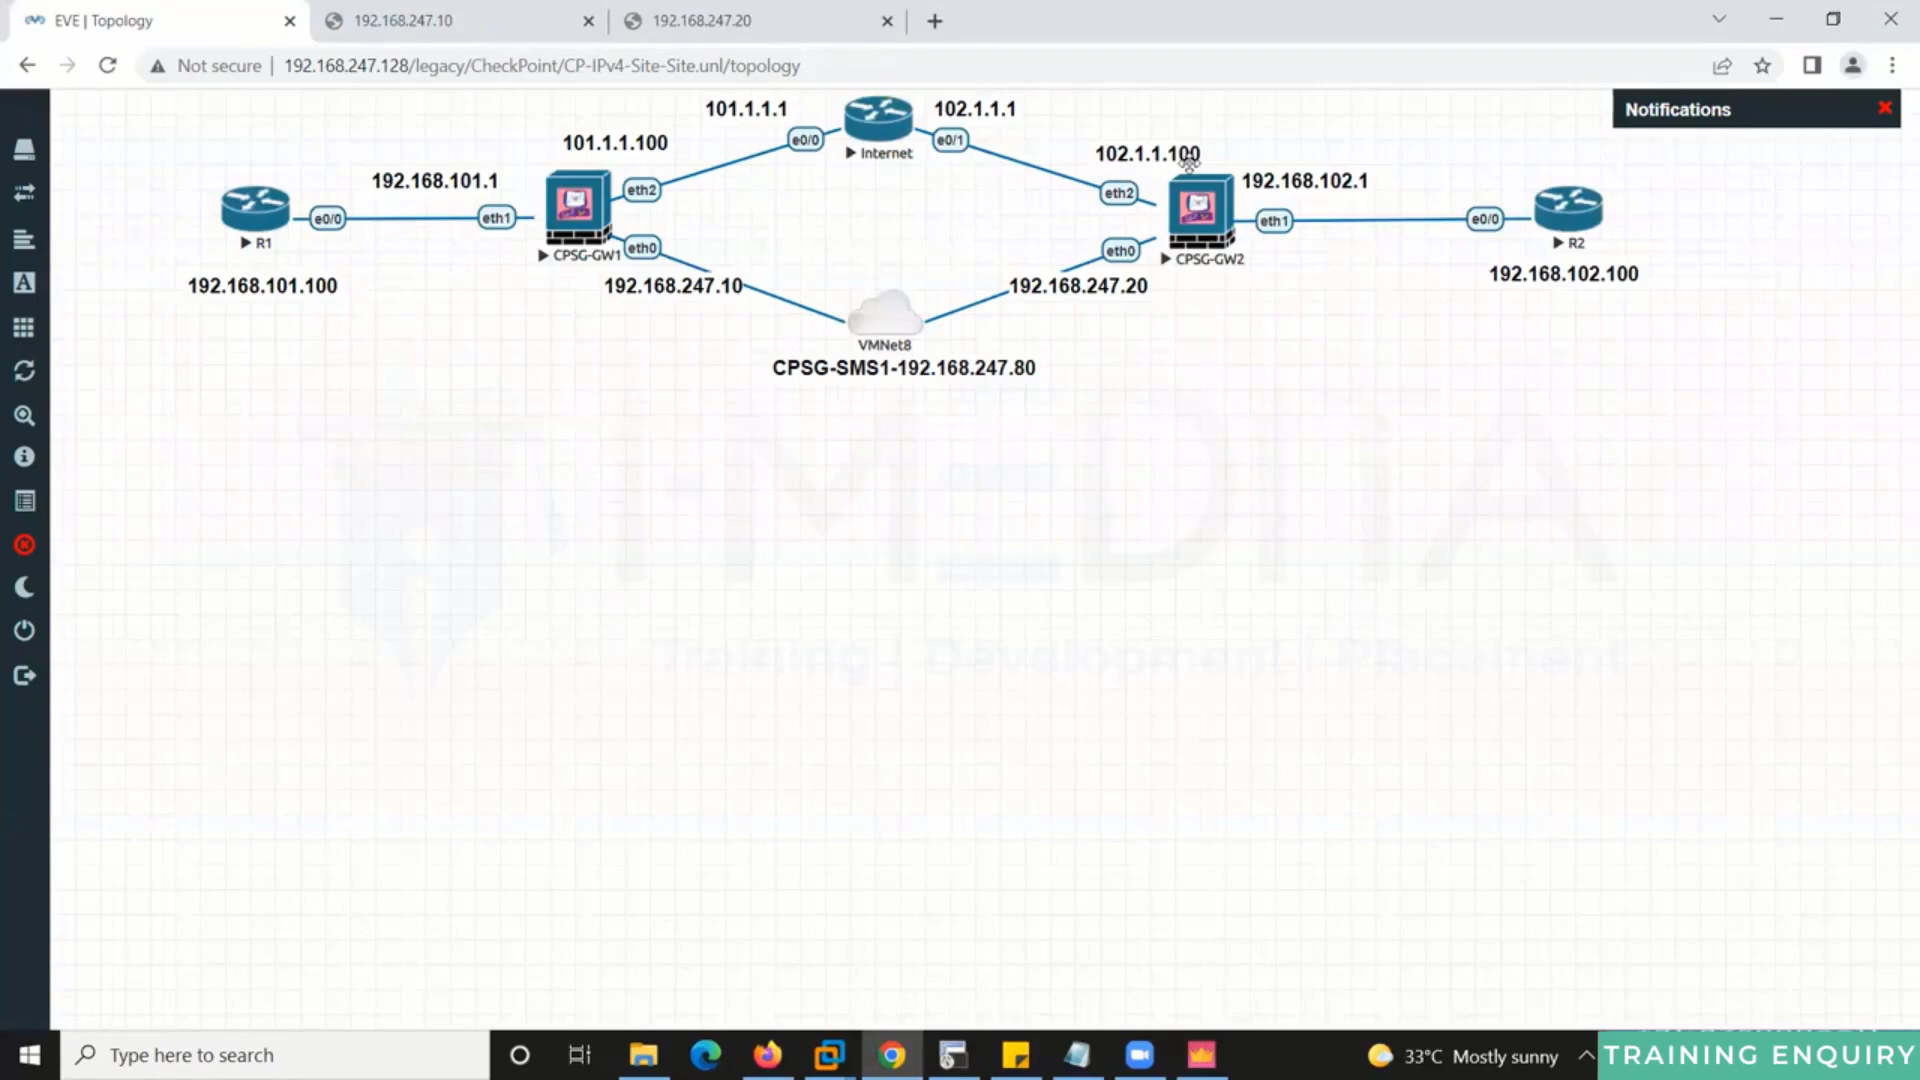 EVE | Topology
192.168.247.10
192.168.247.20
Not secure
192.168.247.128/legacy/CheckPoint/CP-IPv4-Site-Site.unl/topology
Notifications
101.1.1.1
102.1.1.1
e0/0
e0/1
Internet
101.1.1.100
102.1.1.100
192.168.101.1
192.168.102.1
eth2
eth2
e0/0
eth1
eth1
e0/0
R1
R2
eth0
eth0
CPSG-GW1
CPSG-GW2
192.168.101.100
192.168.247.10
192.168.247.20
192.168.102.100
VMNet8
CPSG-SMS1-192.168.247.80
Training | Development | Placement
Type here to search
33°C Mostly sunny
TRAINING ENQUIRY